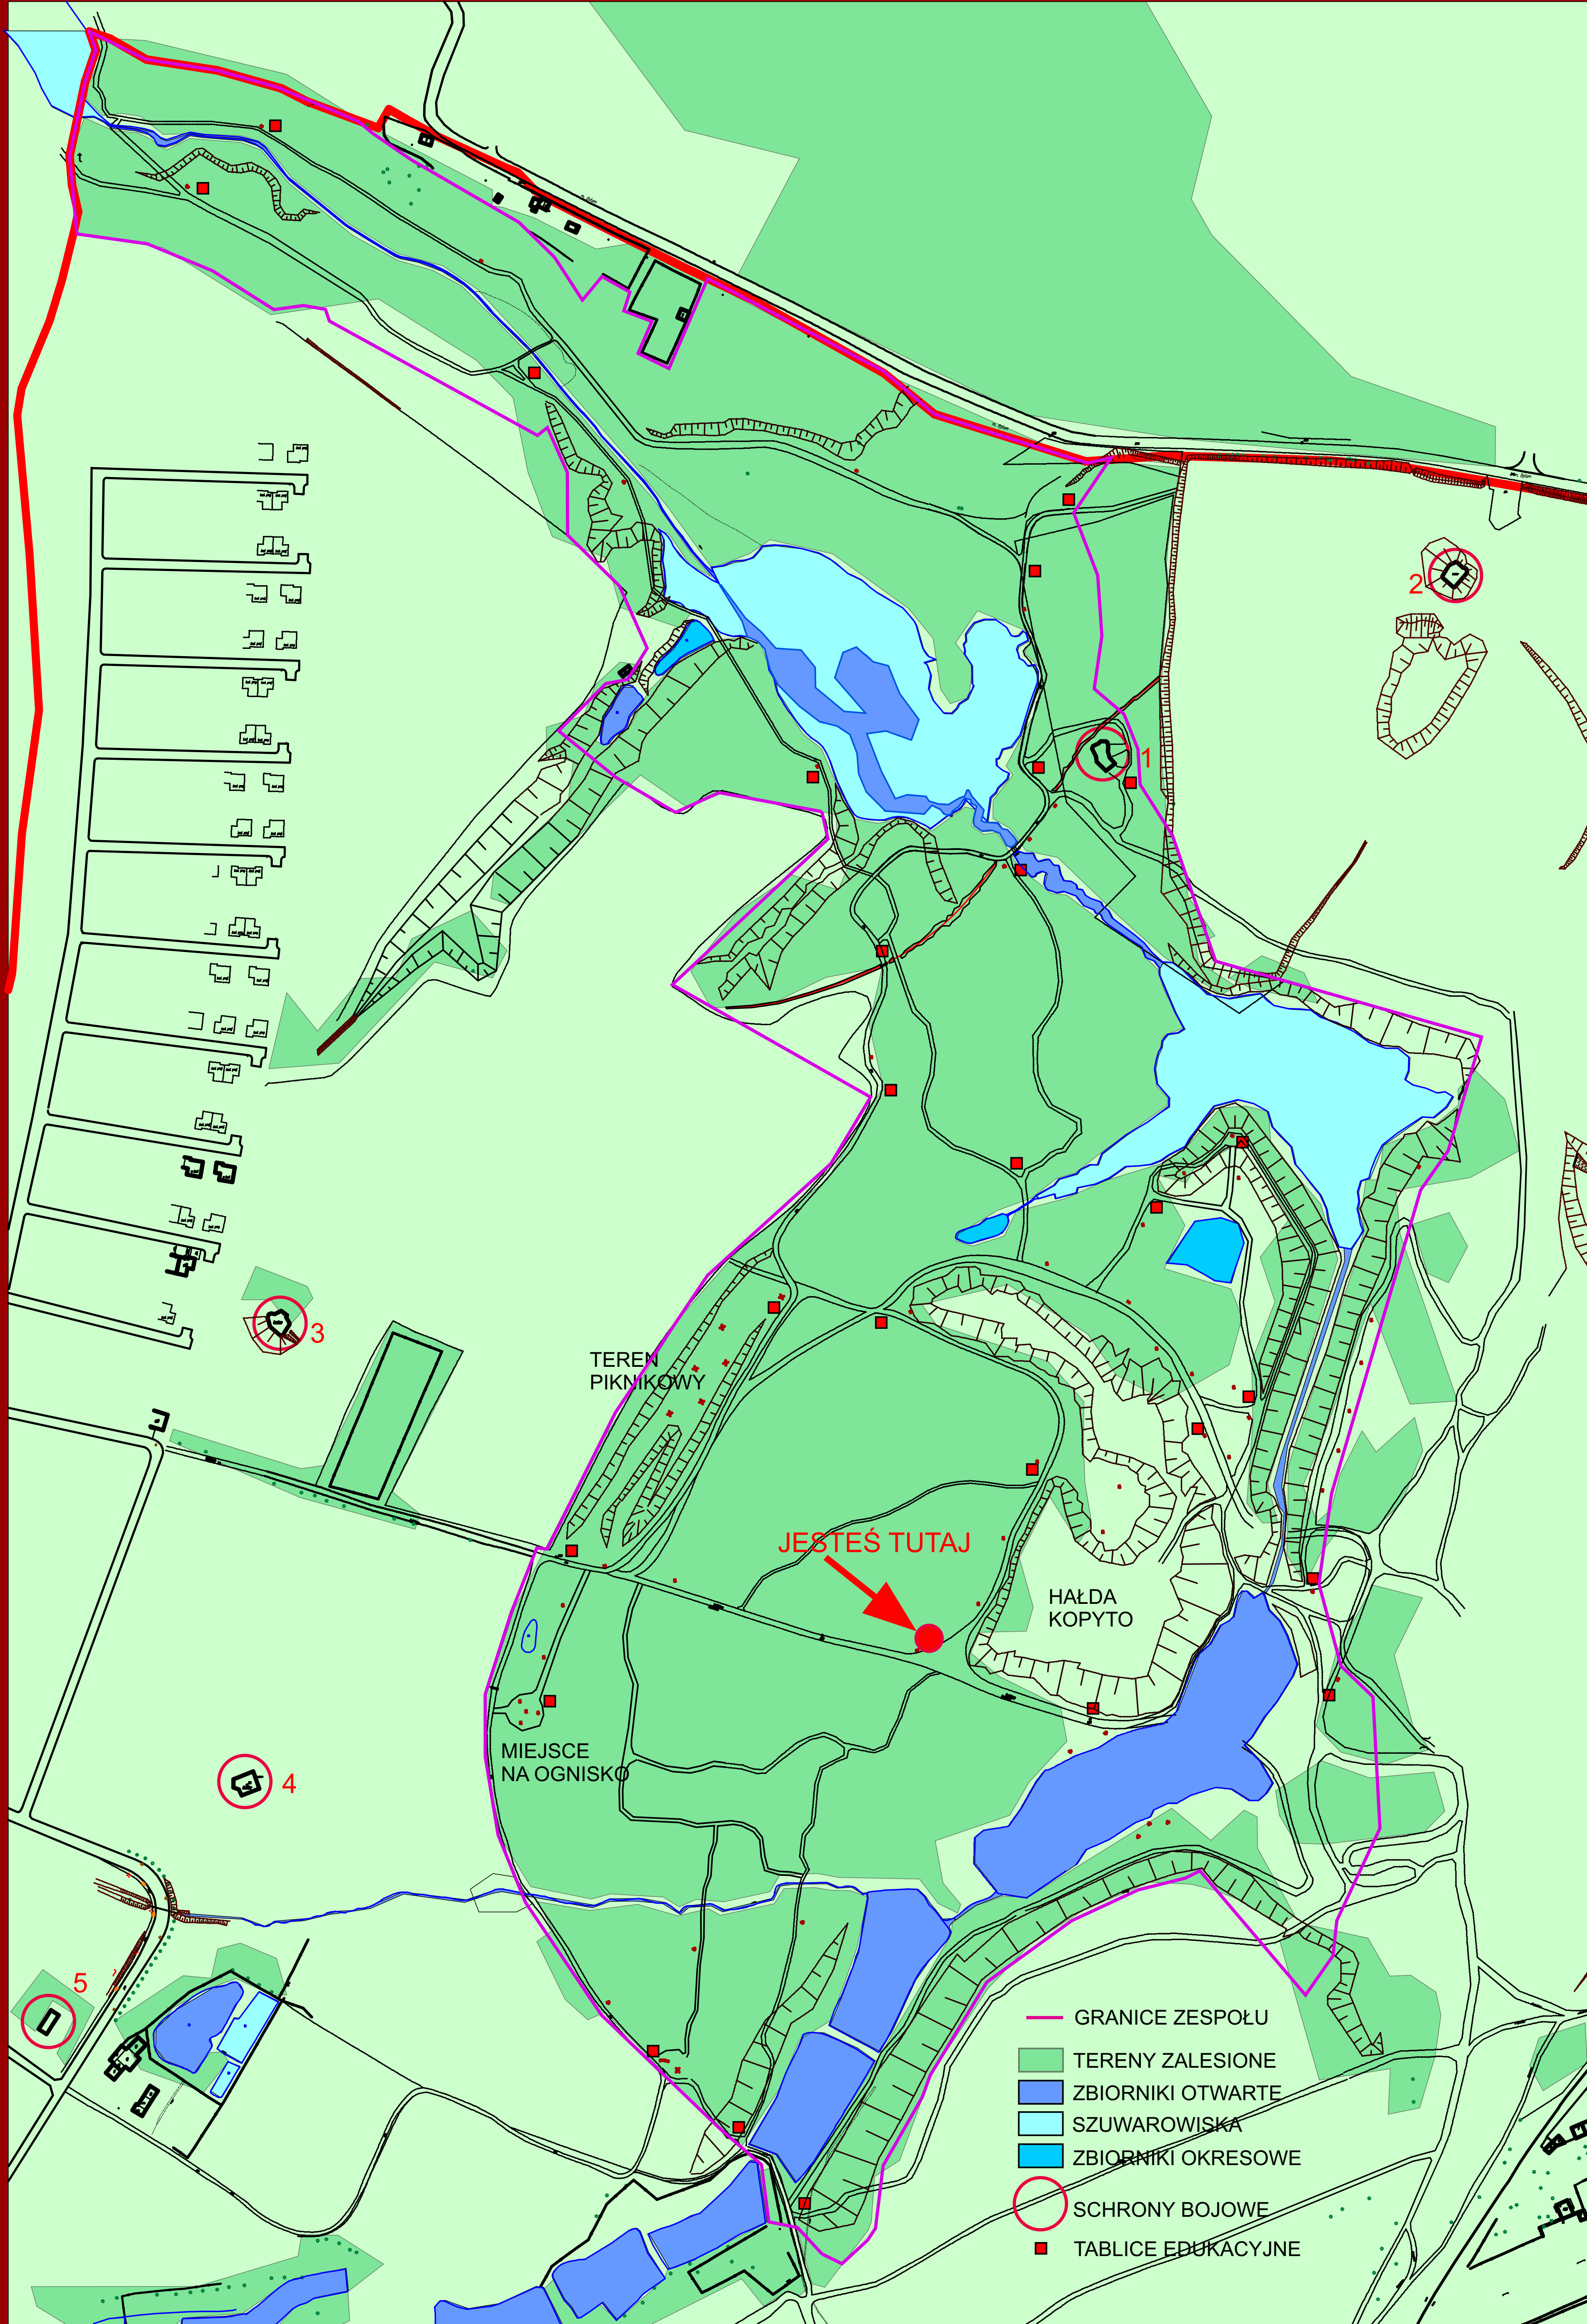 2
1
3
TEREN
PIKNIKOWY
JESTEŚ TUTAJ
HAŁDA
KOPYTO
MIEJSCE
NA OGNISKO
4
5
GRANICE ZESPOŁU
TERENY ZALESIONE
ZBIORNIKI OTWARTE
SZUWAROWISKA
ZBIORNIKI OKRESOWE
SCHRONY BOJOWE
TABLICE EDUKACYJNE